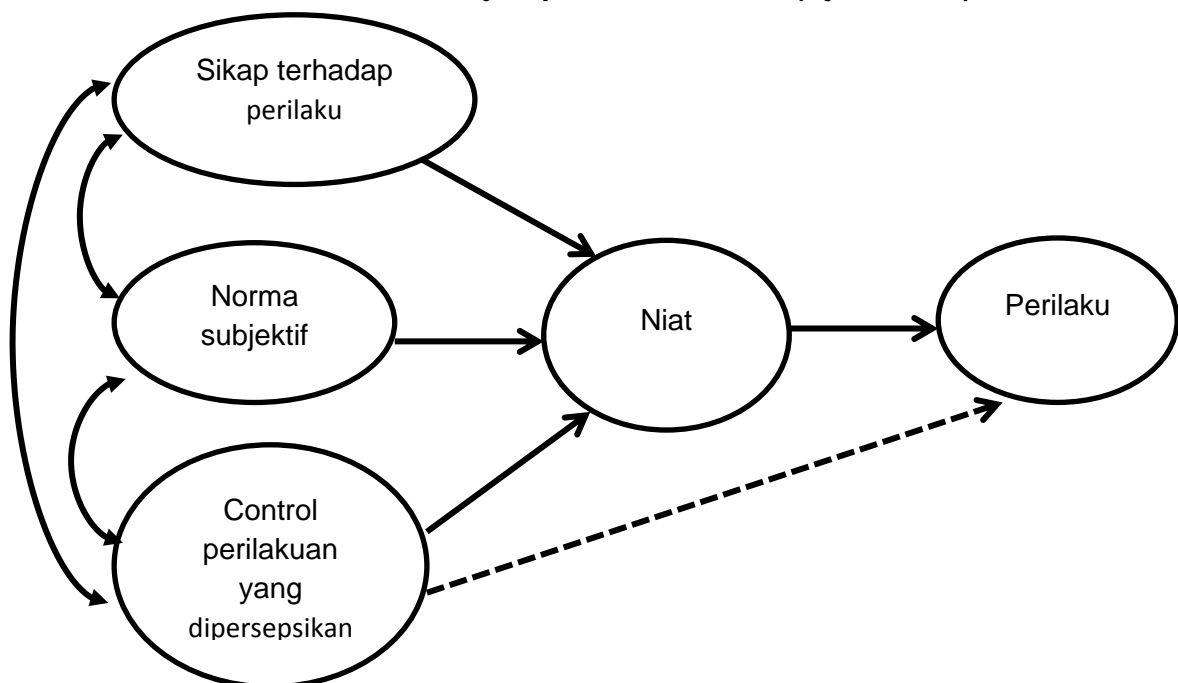 Sikap terhadap
perilaku
Norma
subjektif
Niat
Perilaku
Control
perilakuan
yang
dipersepsikan